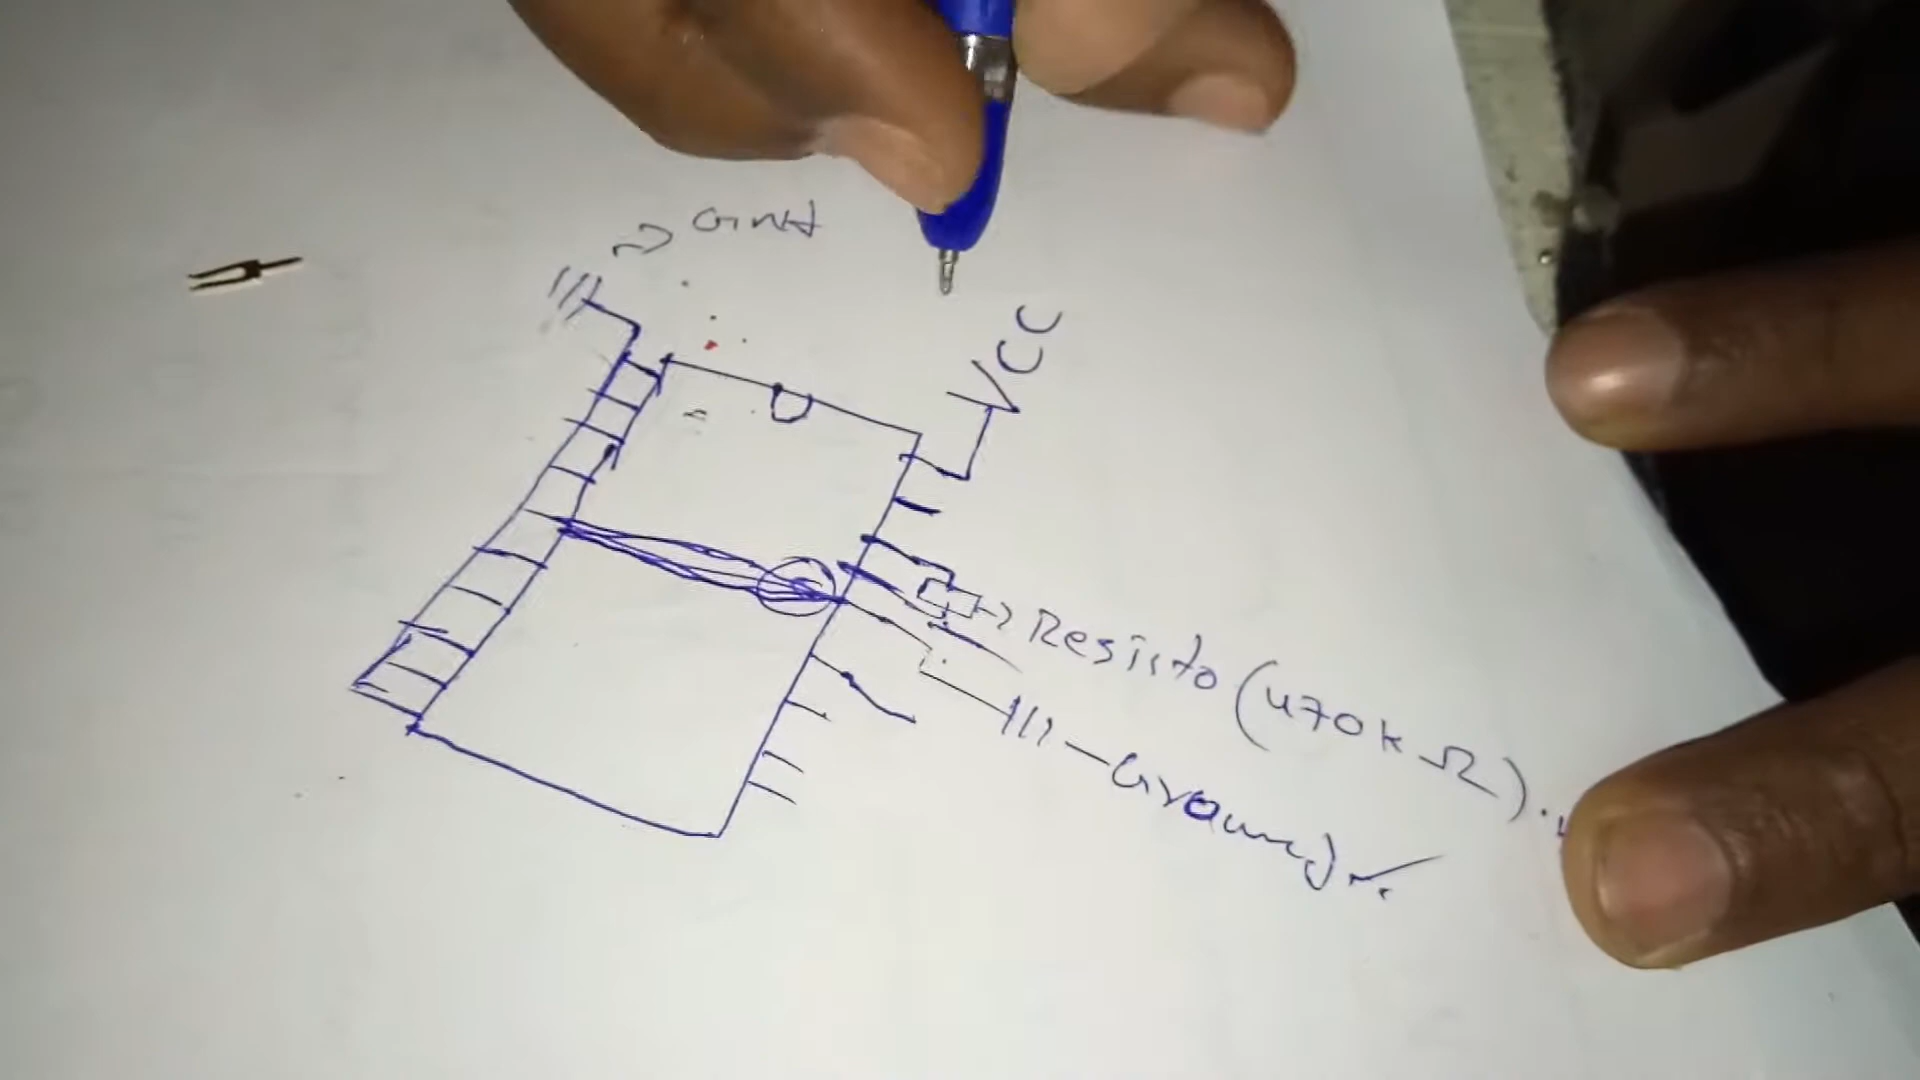 Gnd
VCC
Resisto (470k Ω).
Ground